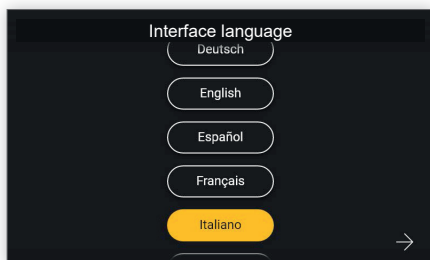 Interface language
Deutsch
English
Español
Français
Italiano